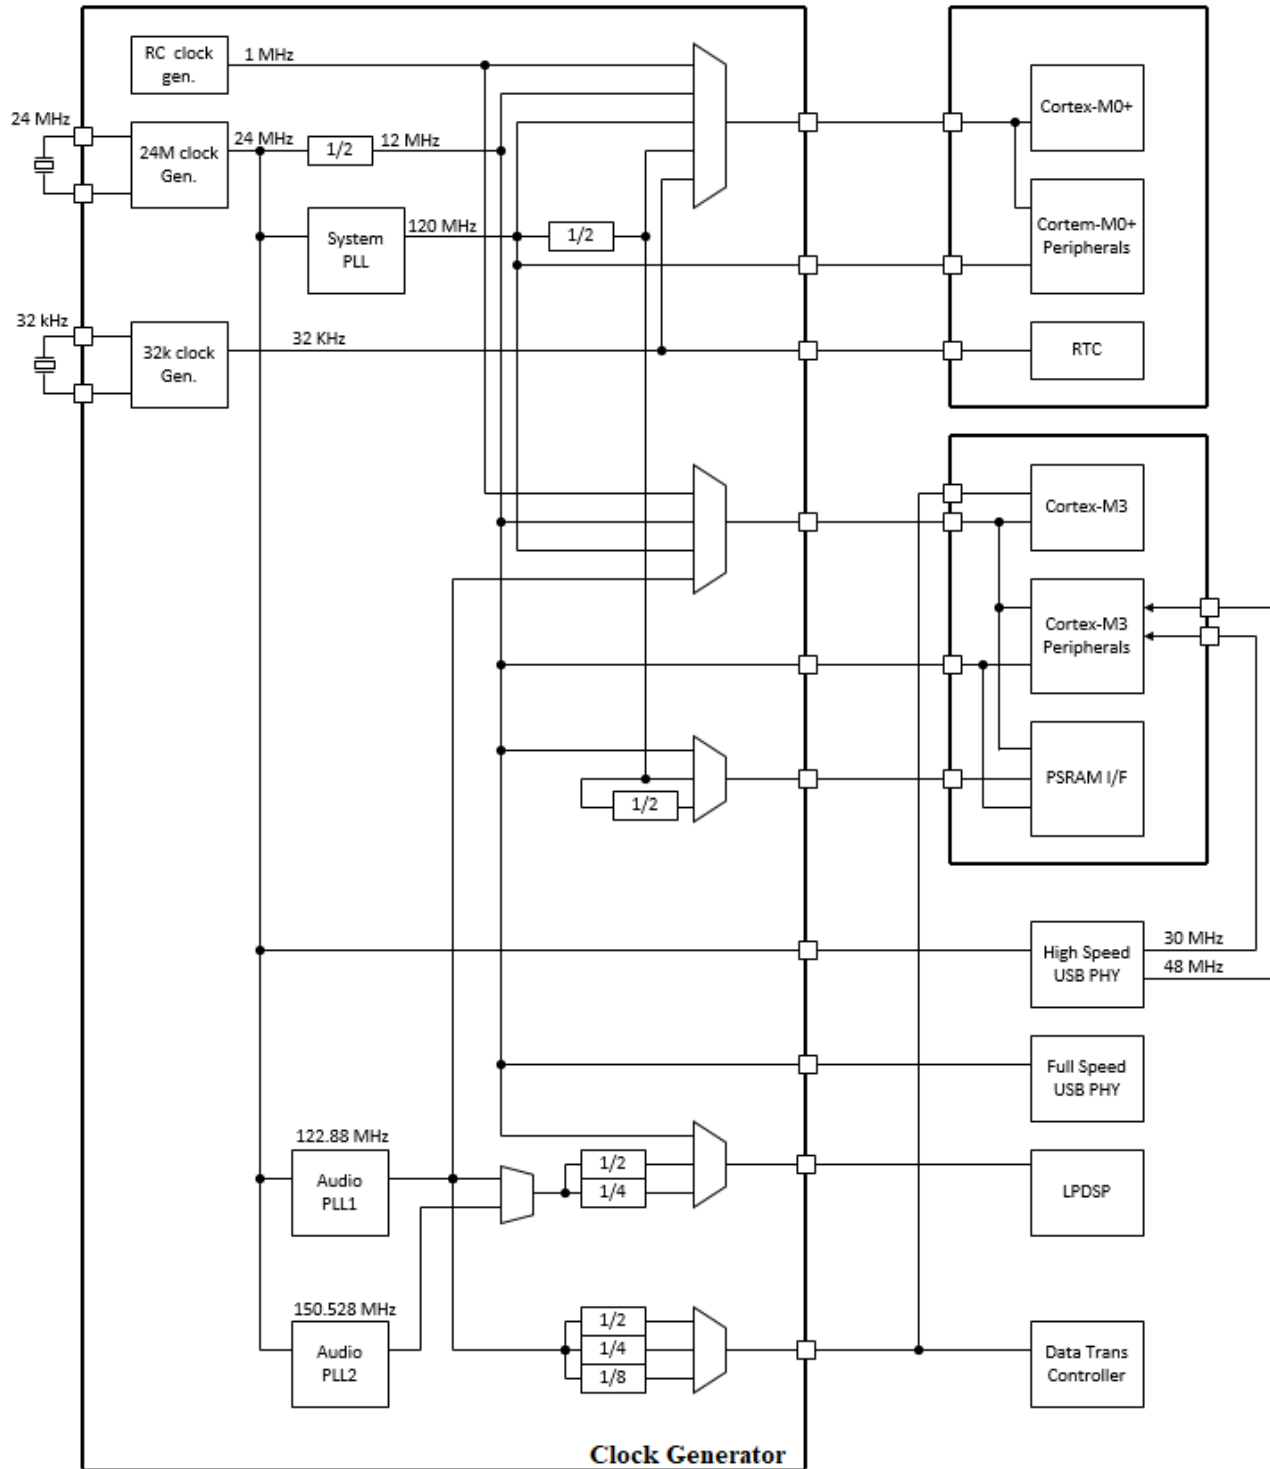 RC clock
gen.
1 MHz
24 MHz
24M clock
Gen.
24 MHz
1/2
12 MHz
System
PLL
120 MHz
1/2
32 kHz
32k clock
Gen.
32 KHz
Cortex-M0+
Cortem-M0+
Peripherals
RTC
Cortex-M3
Cortex-M3
Peripherals
PSRAM I/F
1/2
High Speed
USB PHY
30 MHz
48 MHz
Full Speed
USB PHY
122.88 MHz
Audio
PLL1
1/2
1/4
LPDSP
150.528 MHz
Audio
PLL2
1/2
1/4
1/8
Data Trans
Controller
Clock Generator